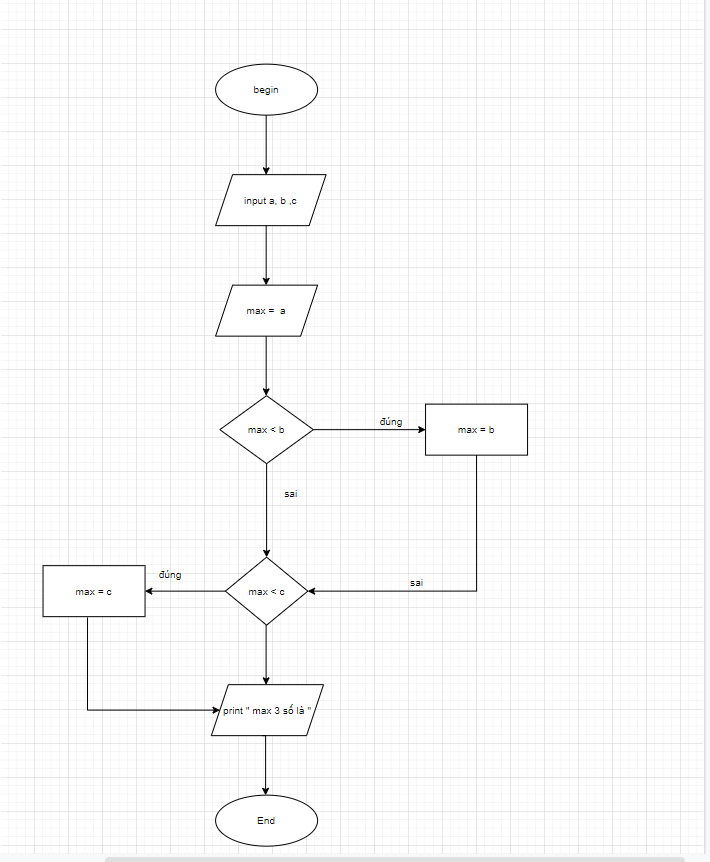 begin
input a, b ,c
max =  a
max < b
đúng
max = b
sai
sai
đúng
max < c
max = c
print " max 3 số là "
End